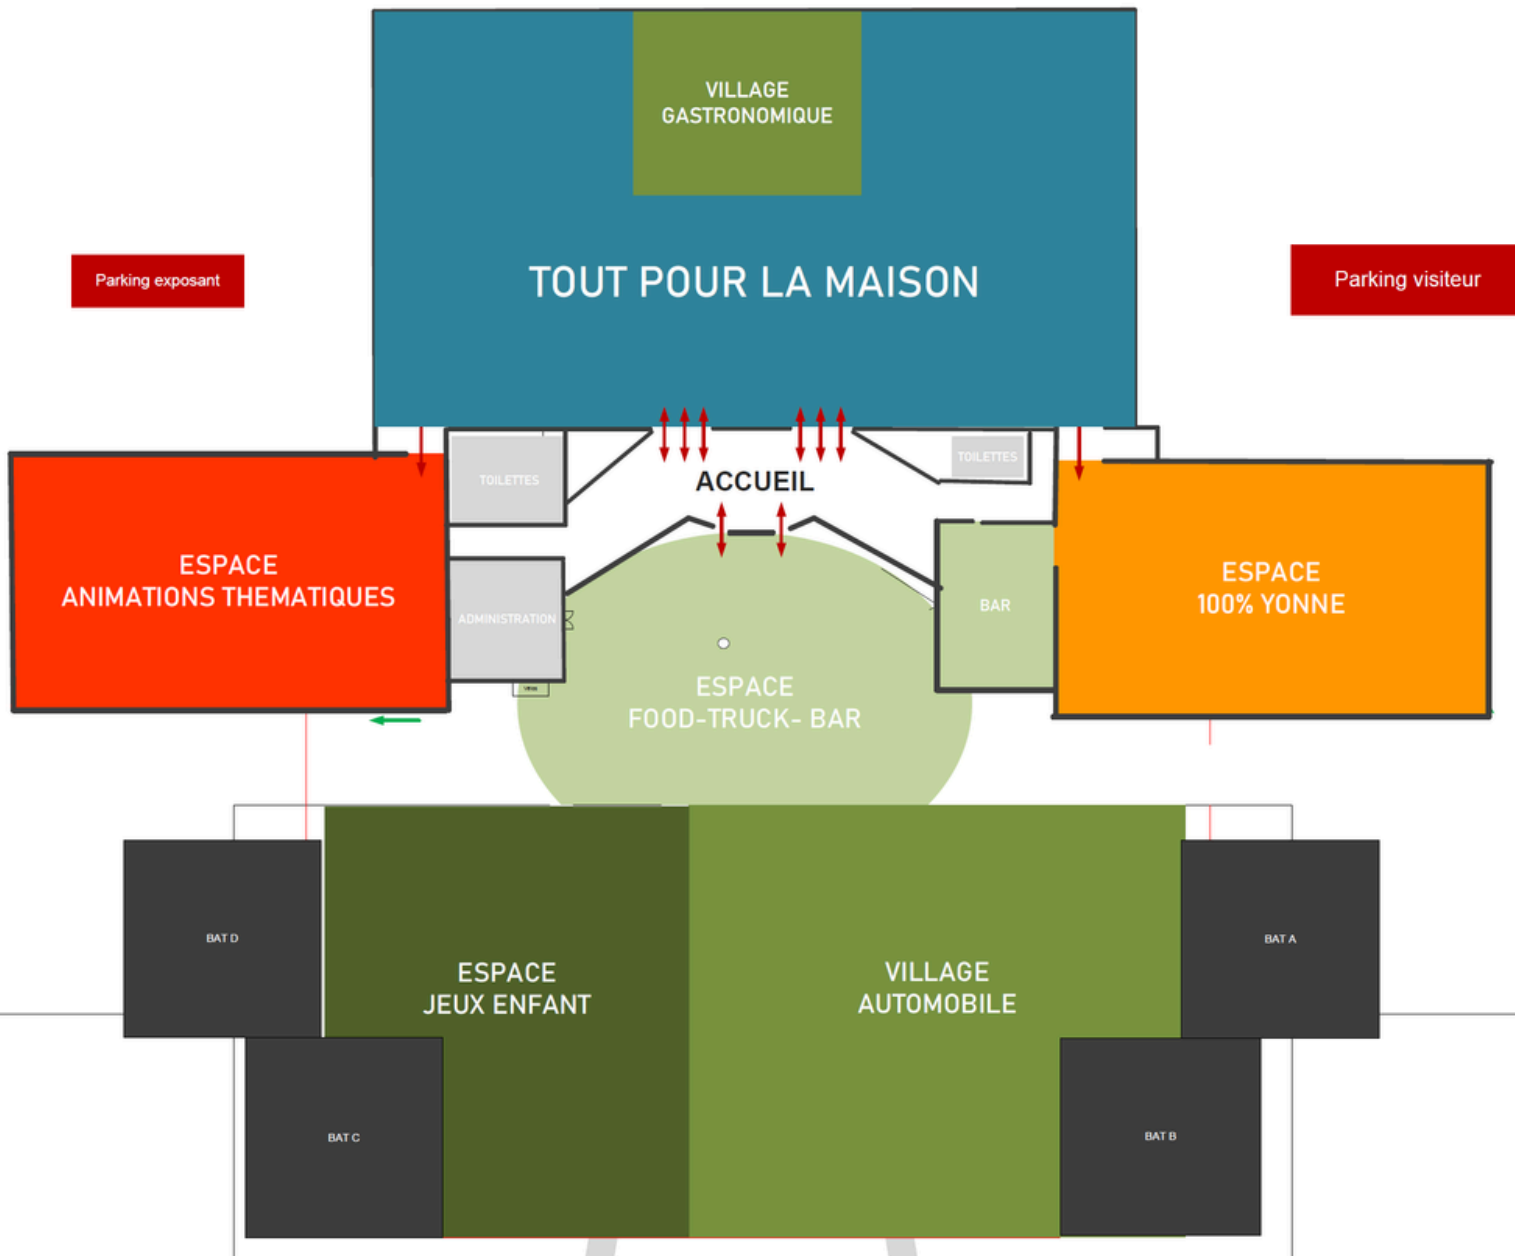 VILLAGE
GASTRONOMIQUE
TOUT POUR LA MAISON
Parking exposant
Parking visiteur
TOILETTES
ACCUEIL
TOILETTES
ESPACE
ANIMATIONS THEMATIQUES
ADMINISTRATION
BAR
ESPACE
100% YONNE
ESPACE
FOOD-TRUCK- BAR
BAT D
BAT A
ESPACE
JEUX ENFANT
VILLAGE
AUTOMOBILE
BAT C
BAT B